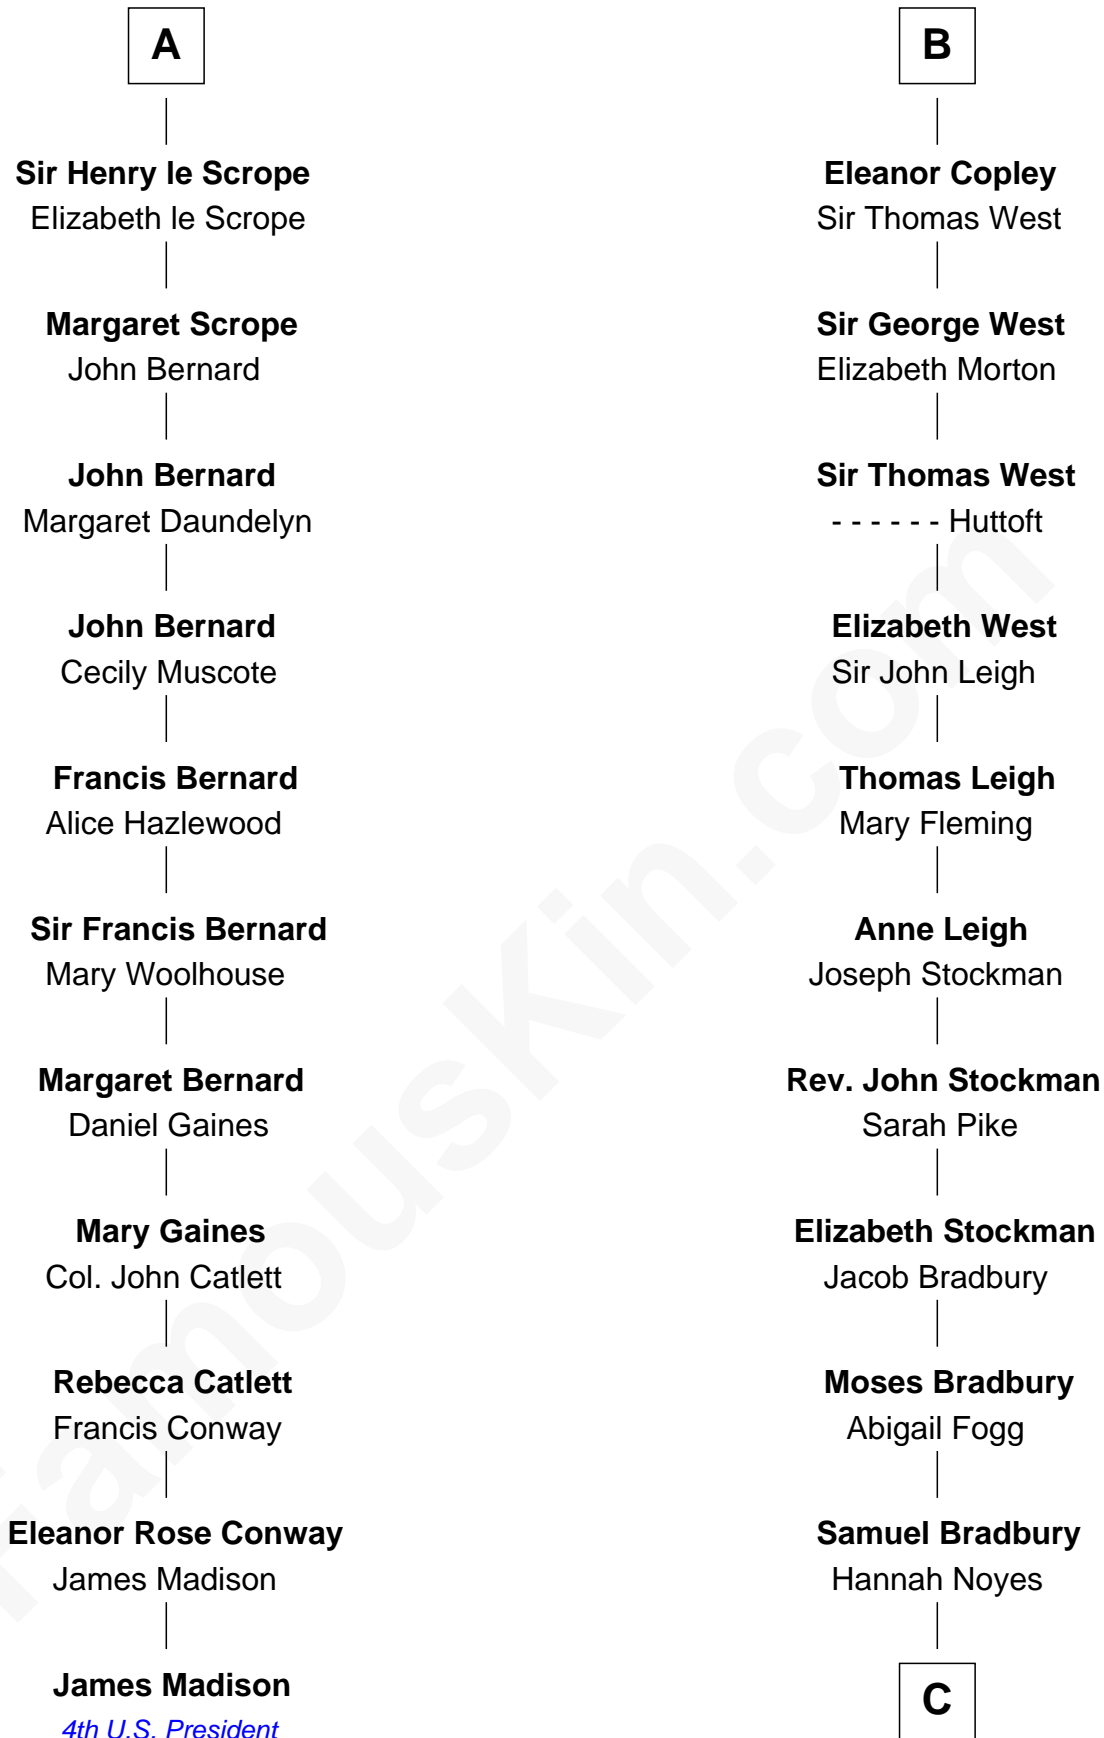 A
Sir Henry le Scrope
Elizabeth le Scrope
Margaret Scrope
John Bernard
John Bernard
Margaret Daundelyn
John Bernard
Cecily Muscote
Francis Bernard
Alice Hazlewood
Sir Francis Bernard
Mary Woolhouse
Margaret Bernard
Daniel Gaines
Mary Gaines
Col. John Catlett
Rebecca Catlett
Francis Conway
Eleanor Rose Conway
James Madison
James Madison
4th U.S. President
B
Eleanor Copley
Sir Thomas West
Sir George West
Elizabeth Morton
Sir Thomas West
- - - - - - Huttoft
Elizabeth West
Sir John Leigh
Thomas Leigh
Mary Fleming
Anne Leigh
Joseph Stockman
Rev. John Stockman
Sarah Pike
Elizabeth Stockman
Jacob Bradbury
Moses Bradbury
Abigail Fogg
Samuel Bradbury
Hannah Noyes
C
FamousKin.com